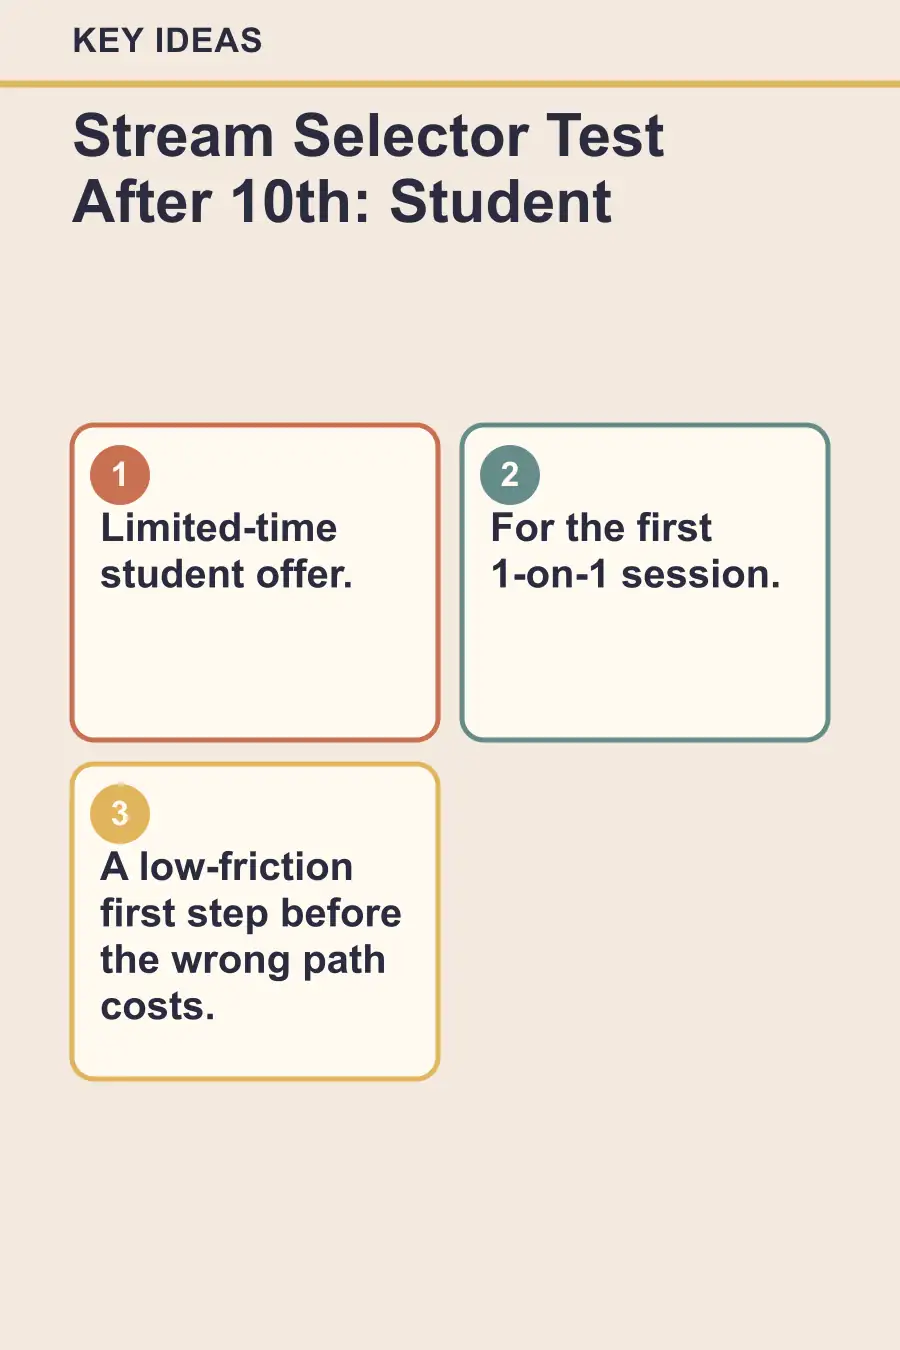 KEY IDEAS
Stream Selector Test
After 10th: Student
1
Limited-time
student offer.
2
For the first
1-on-1 session.
3
A low-friction
first step before
the wrong path
costs.